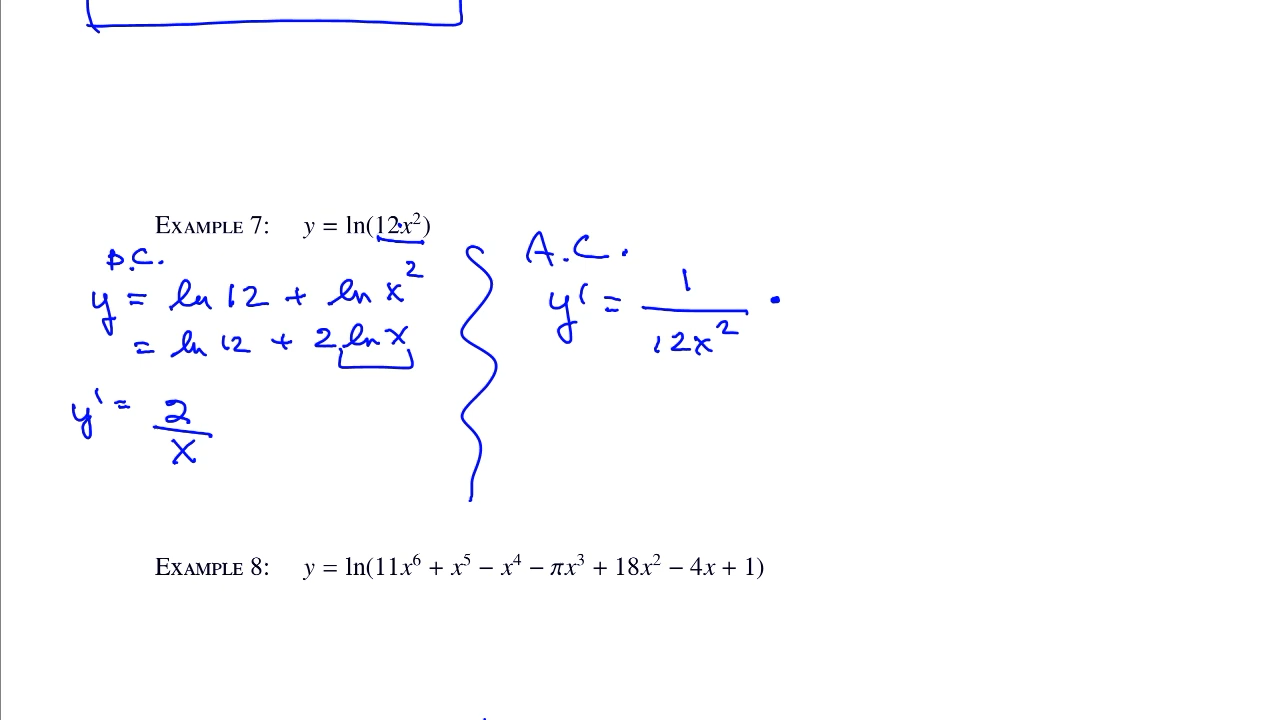 EXAMPLE 7: y = ln(12x²)
B.C.
y = ln 12 + ln x²
= ln 12 + 2 ln x
y' = 2/x
A.C.
y' = 1/12x² ·
EXAMPLE 8: y = ln(11x⁶ + x⁵ − x⁴ − πx³ + 18x² − 4x + 1)